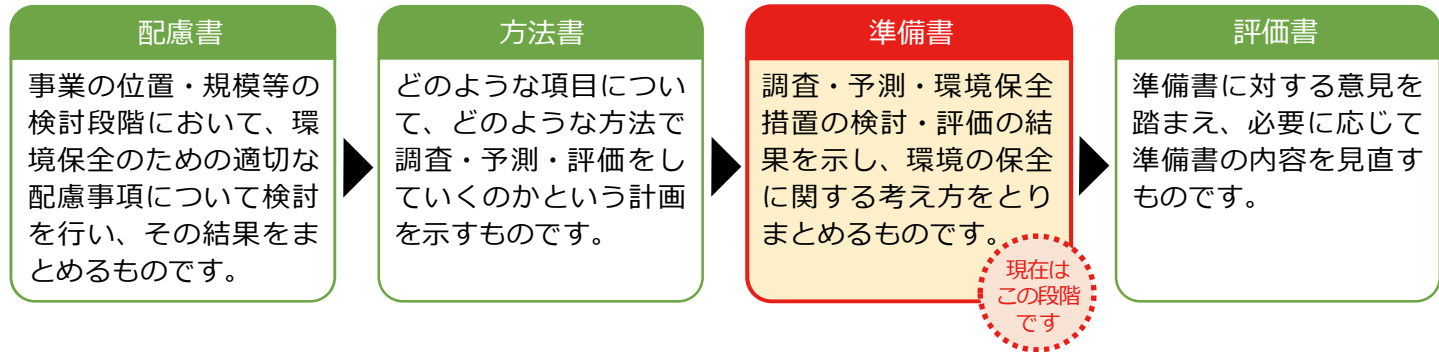 配慮書
事業の位置・規模等の
検討段階において、環
境保全のための適切な
配慮事項について検討
を行い、その結果をま
とめるものです。
方法書
どのような項目につい
て、どのような方法で
調査・予測・評価をし
ていくのかという計画
を示すものです。
準備書
調査・予測・環境保全
措置の検討・評価の結
果を示し、環境の保全
に関する考え方をとり
まとめるものです。
現在は
この段階
です
評価書
準備書に対する意見を
踏まえ、必要に応じて
準備書の内容を見直す
ものです。